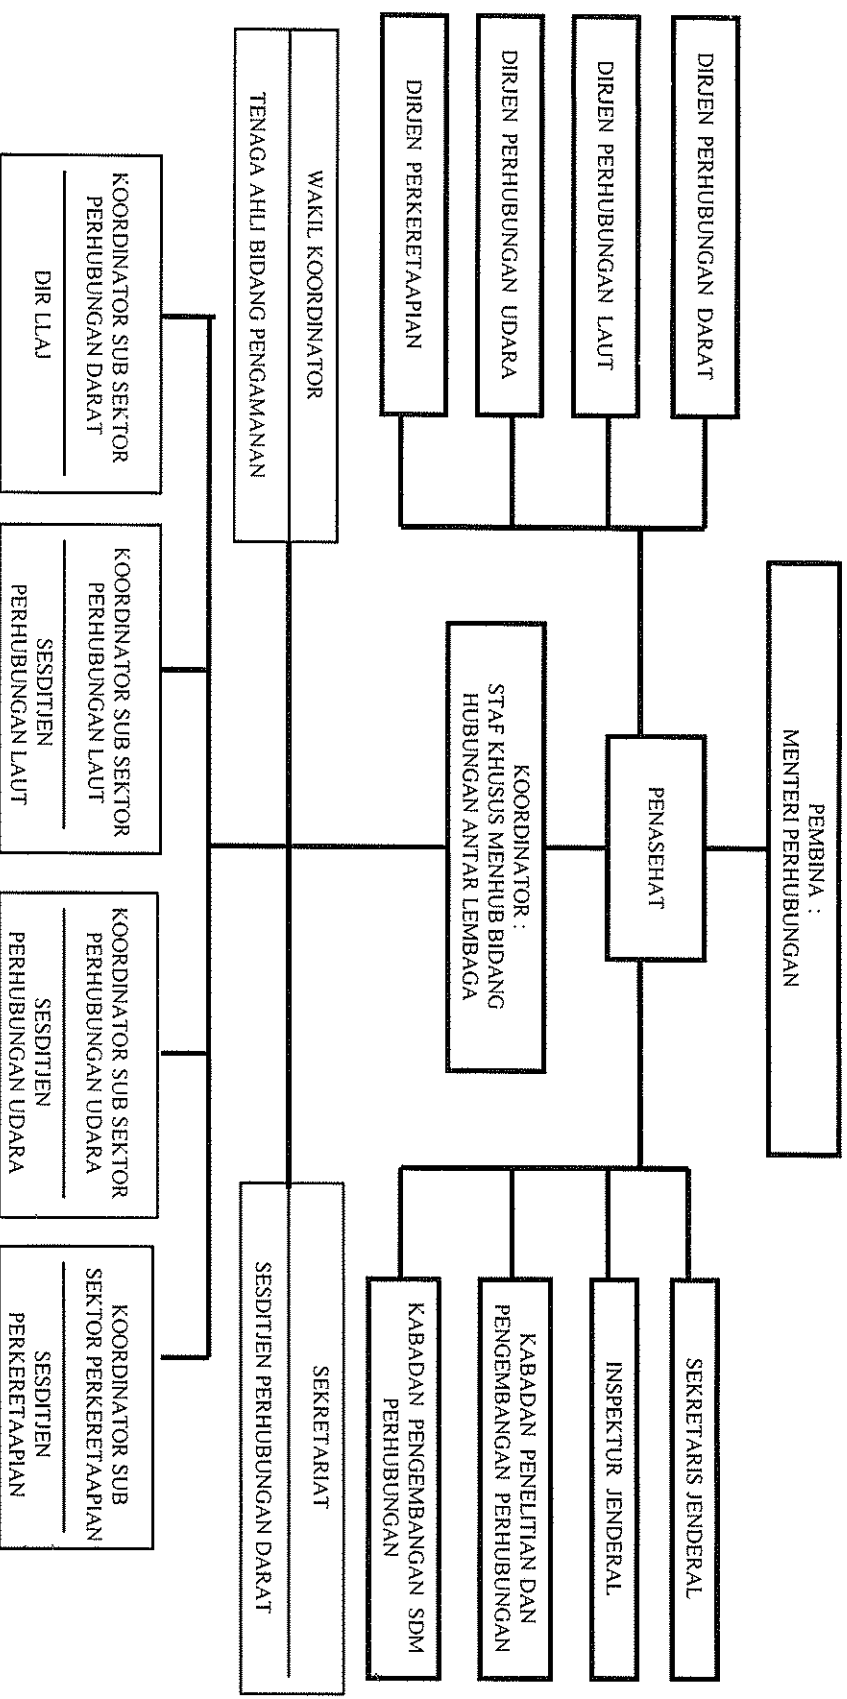 PEMBINA :
MENTERI PERHUBUNGAN
PENASEHAT
DIRJEN PERHUBUNGAN DARAT
DIRJEN PERHUBUNGAN LAUT
DIRJEN PERHUBUNGAN UDARA
DIRJEN PERKERETAAPIAN
SEKRETARIS JENDERAL
INSPEKTUR JENDERAL
KABADAN PENELITIAN DAN
PENGEMBANGAN PERHUBUNGAN
KABADAN PENGEMBANGAN SDM
PERHUBUNGAN
KOORDINATOR :
STAF KHUSUS MENHUB BIDANG
HUBUNGAN ANTAR LEMBAGA
WAKIL KOORDINATOR
TENAGA AHLI BIDANG PENGAMANAN
SEKRETARIAT
SESDITJEN PERHUBUNGAN DARAT
KOORDINATOR SUB SEKTOR
PERHUBUNGAN DARAT
DIR LLAJ
KOORDINATOR SUB SEKTOR
PERHUBUNGAN LAUT
SESDITJEN
PERHUBUNGAN LAUT
KOORDINATOR SUB SEKTOR
PERHUBUNGAN UDARA
SESDITJEN
PERHUBUNGAN UDARA
KOORDINATOR SUB
SEKTOR PERKERETAAPIAN
SESDITJEN
PERKERETAAPIAN